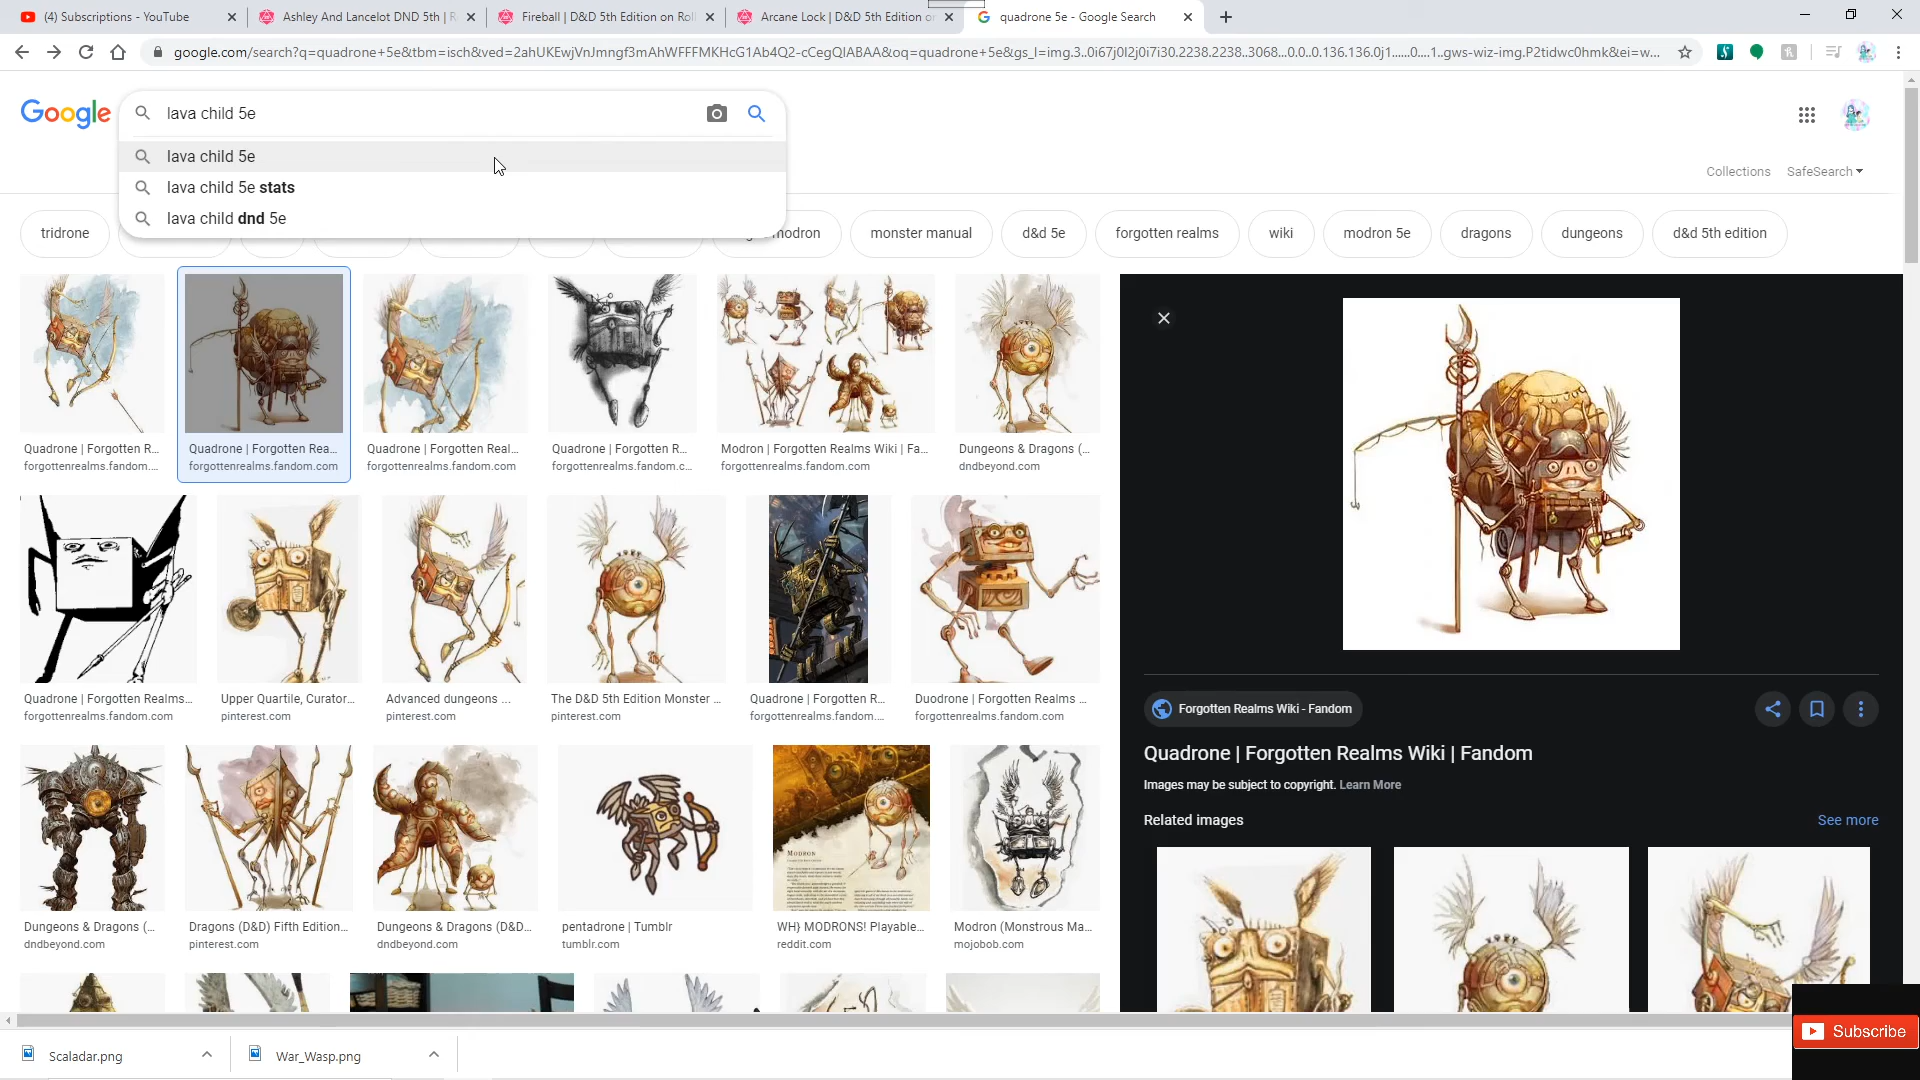 (4) Subscriptions - YouTube
Ashley And Lancelot DND 5th | R
Fireball | D&D 5th Edition on Roll
Arcane Lock | D&D 5th Edition on
quadrone 5e - Google Search
google.com/search?q=quadrone+5e&tbm=isch&ved=2ahUKEwjVnJmngf3mAhWFFFMKHcG1Ab4Q2-cCegQIABAA&oq=quadrone+5e&gs_l=img.3..0i67j0l2j0i7i30.2238.2238..3068...0.0..0.136.136.0j1......0....1..gws-wiz-img.P2tidwc0hmk&ei=w...
Google
lava child 5e
lava child 5e
lava child 5e stats
lava child dnd 5e
Collections SafeSearch
tridrone
modron
monster manual
d&d 5e
forgotten realms
wiki
modron 5e
dragons
dungeons
d&d 5th edition
Quadrone | Forgotten R...
forgottenrealms.fandom....
Quadrone | Forgotten Rea...
forgottenrealms.fandom.com
Quadrone | Forgotten Real...
forgottenrealms.fandom.com
Quadrone | Forgotten R...
forgottenrealms.fandom.c...
Modron | Forgotten Realms Wiki | Fa...
forgottenrealms.fandom.com
Dungeons & Dragons (...
dndbeyond.com
Quadrone | Forgotten Realms...
forgottenrealms.fandom.com
Upper Quartile, Curator...
pinterest.com
Advanced dungeons ...
pinterest.com
The D&D 5th Edition Monster ...
pinterest.com
Quadrone | Forgotten R...
forgottenrealms.fandom....
Duodrone | Forgotten Realms ...
forgottenrealms.fandom.com
MODRON
Dungeons & Dragons (...
dndbeyond.com
Dragons (D&D) Fifth Edition...
pinterest.com
Dungeons & Dragons (D&D...
dndbeyond.com
pentadrone | Tumblr
tumblr.com
WH} MODRONS! Playable...
reddit.com
Modron (Monstrous Ma...
mojobob.com
Forgotten Realms Wiki - Fandom
Quadrone | Forgotten Realms Wiki | Fandom
Images may be subject to copyright. Learn More
Related images
See more
Scaladar.png
War_Wasp.png
Subscribe